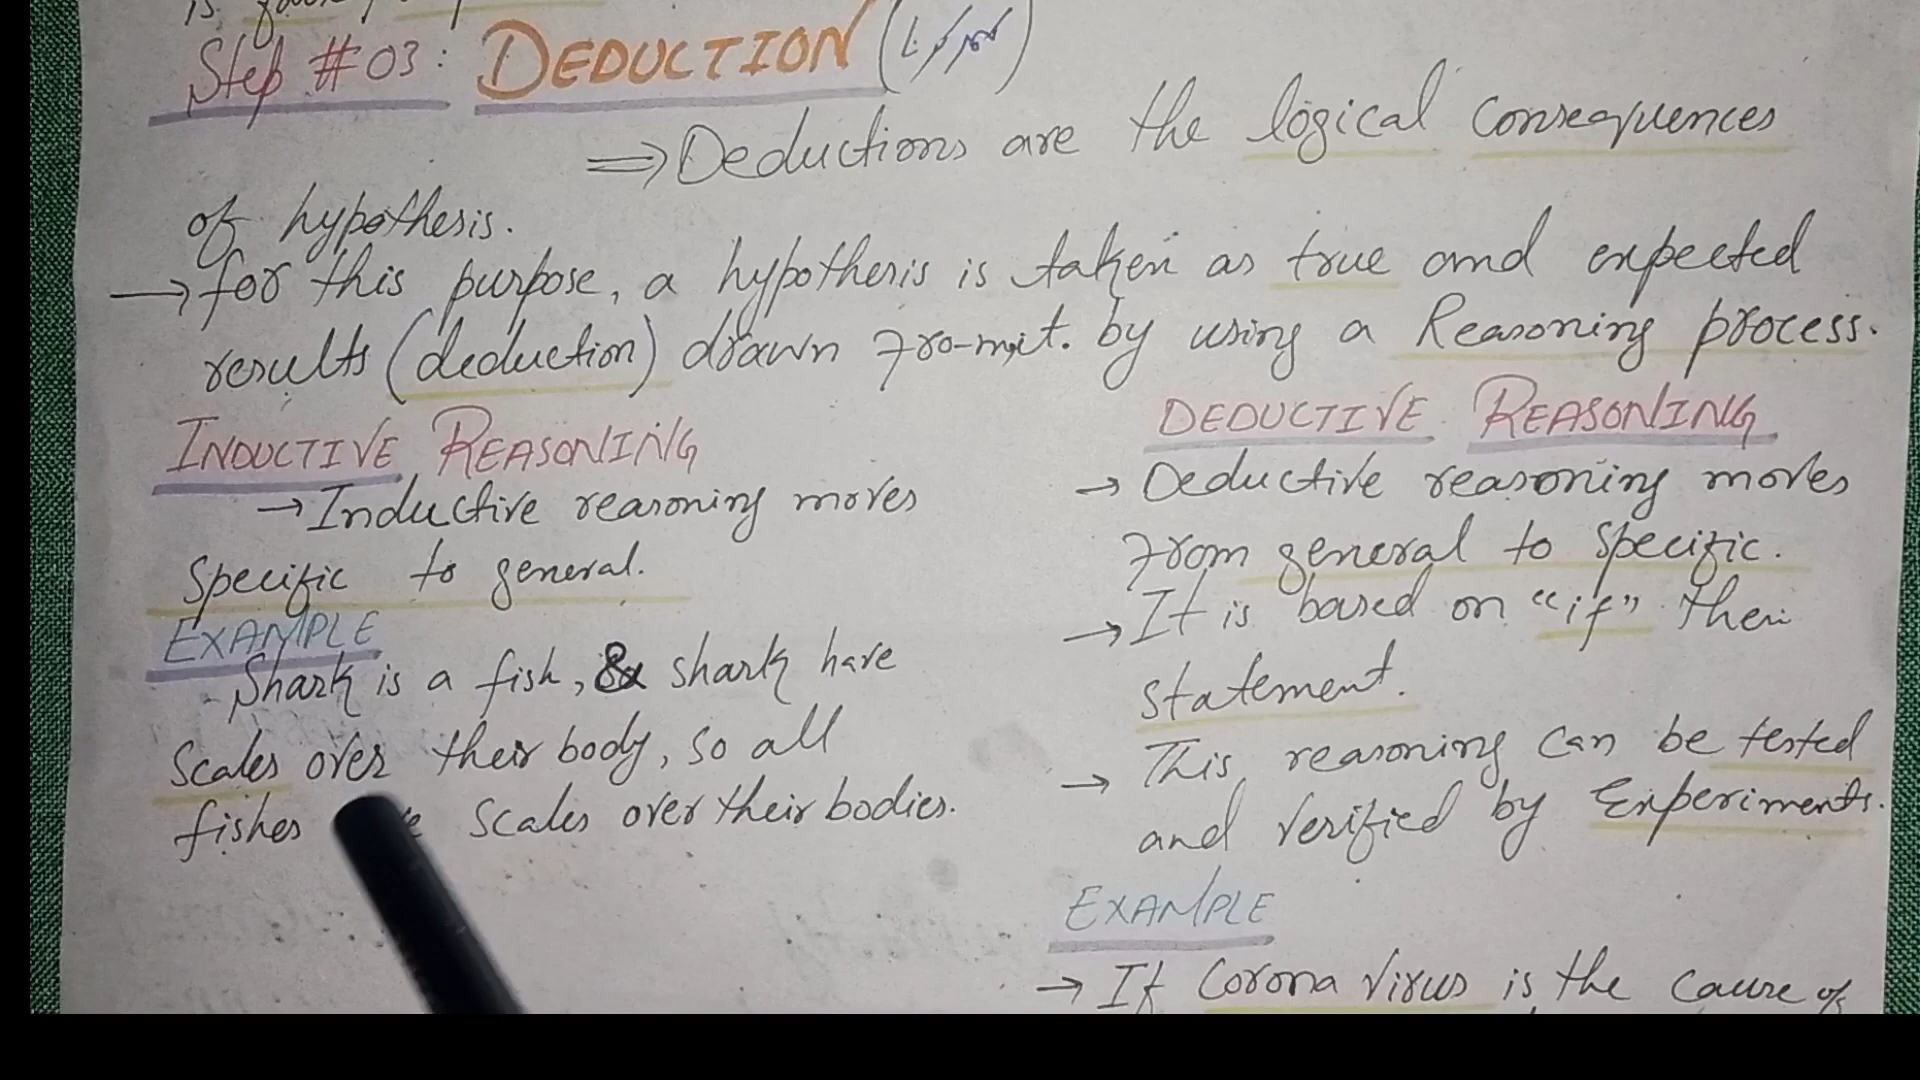 is
Step #03: DEDUCTION
⇒ Deductions are the logical consequences
of hypothesis.
→ for this purpose, a hypothesis is taken as true and expected
results (deduction) drawn from it. by using a Reasoning process.
INDUCTIVE REASONING
→ Inductive reasoning moves
Specific to general.
EXAMPLE
Shark is a fish, & shark have
Scales over their body, so all
fishes Scales over their bodies.
DEDUCTIVE REASONING
→ Deductive reasoning moves
From general to Specific.
→ It is based on "if" then
statement.
→ This reasoning can be tested
and verified by Experiments.
EXAMPLE
→ If Corona virus is the cause of